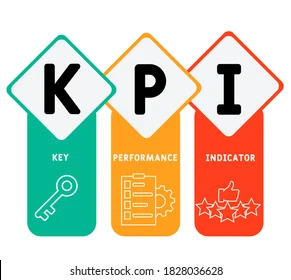 K P I
KEY PERFORMANCE INDICATOR
shutterstock.com · 1828036628